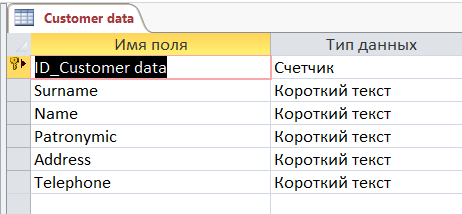 Customer data
Имя поля Тип данных
ID_Customer data Счетчик
Surname Короткий текст
Name Короткий текст
Patronymic Короткий текст
Address Короткий текст
Telephone Короткий текст